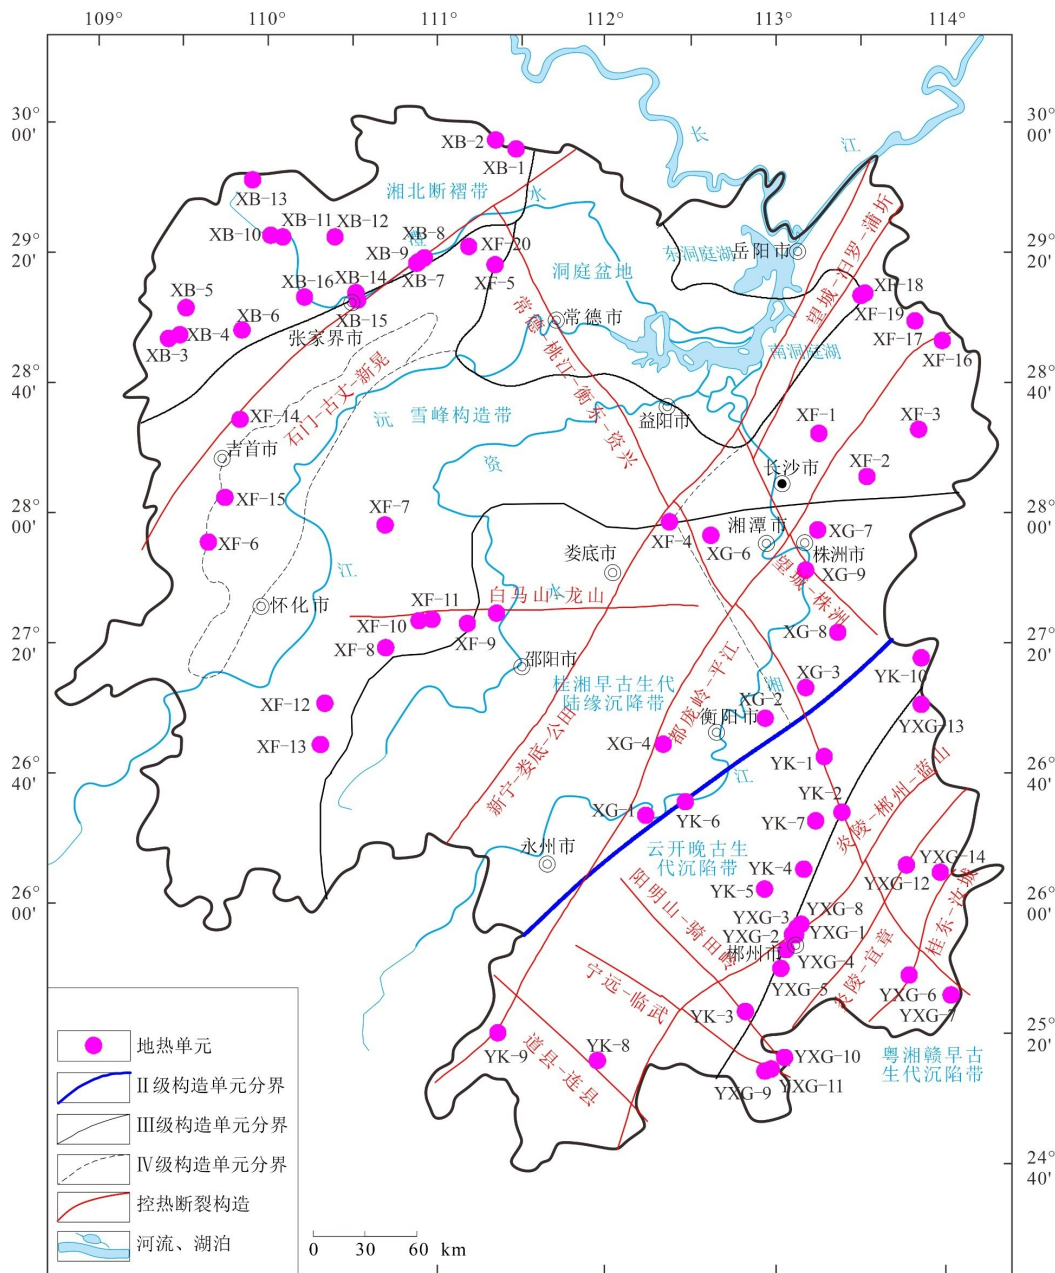 109°
110°
111°
112°
113°
114°
30°
00'
30°
00'
长
江
XB-2
XB-1
XB-13
湘北断褶带
水
XB-11
XB-12
XB-10
XB-8
XB-9
XF-20
XB-7
XF-5
29°
20'
29°
20'
东洞庭湖
岳阳市
洞庭盆地
望城-汨罗-蒲圻
XB-14
XB-16
XB-15
XB-5
XB-6
XB-4
XB-3
张家界市
常德市
常德-桃江-衡东-资兴
XF-18
XF-19
XF-17
XF-16
南洞庭湖
28°
40'
28°
40'
石门-古丈-新晃
沅
雪峰构造带
益阳市
XF-14
吉首市
资
XF-1
XF-3
长沙市
XF-2
XF-15
28°
00'
28°
00'
XF-7
XF-4
湘潭市
XG-7
XG-6
XF-6
娄底市
株洲市
江
XG-9
望城-株洲
水
白马山-龙山
怀化市
XF-11
XF-10
XF-9
XF-8
XG-8
27°
20'
27°
20'
邵阳市
YK-10
桂湘早古生代
陆缘沉降带
都庞岭-平江
XG-3
湘
XG-2
衡阳市
XF-12
XF-13
YXG-13
XG-4
新宁-娄底-公田
YK-1
26°
40'
26°
40'
江
YK-2
炎陵-郴州-蓝山
XG-1
YK-6
YK-7
永州市
云开晚古生
代沉陷带
YK-4
YK-5
YXG-14
YXG-12
26°
00'
26°
00'
阳明山-骑田岭
YXG-8
YXG-3
YXG-1
YXG-2
郴州市
YXG-4
YXG-5
桂东-汝城
炎陵-宜章
宁远-临武
YXG-6
YXG-7
YK-3
25°
20'
25°
20'
YK-9
YK-8
道县-连县
YXG-10
YXG-11
YXG-9
粤湘赣早古
生代沉陷带
24°
40'
24°
40'
地热单元
Ⅱ级构造单元分界
Ⅲ级构造单元分界
Ⅳ级构造单元分界
控热断裂构造
河流、湖泊
0 30 60 km